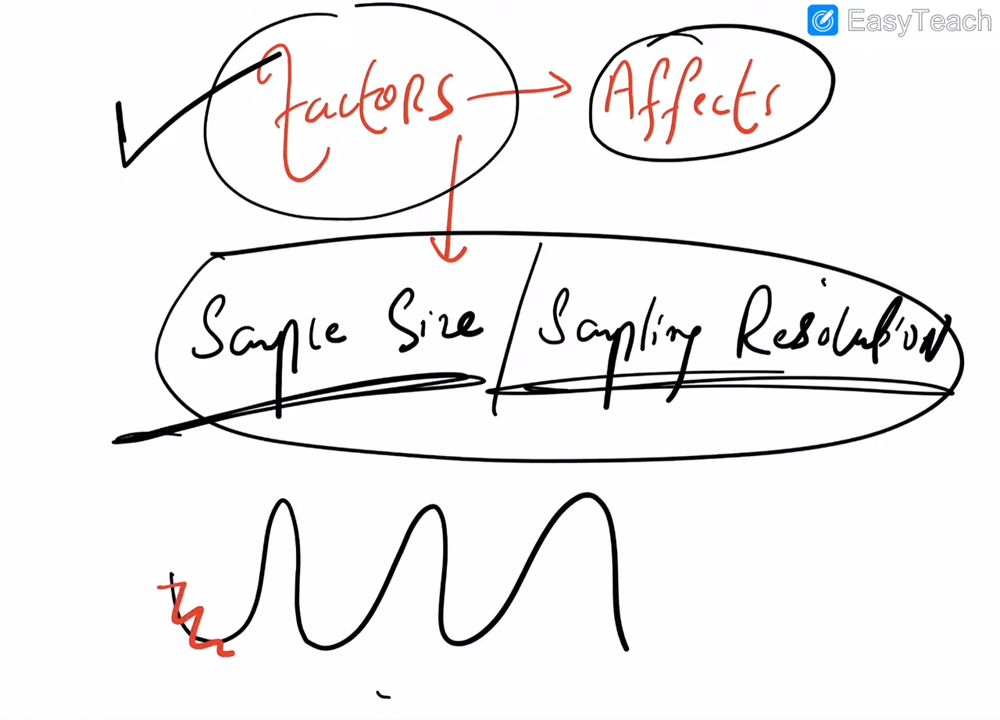 EasyTeach
Factors → Affects
Sample Size / Sampling Resolution